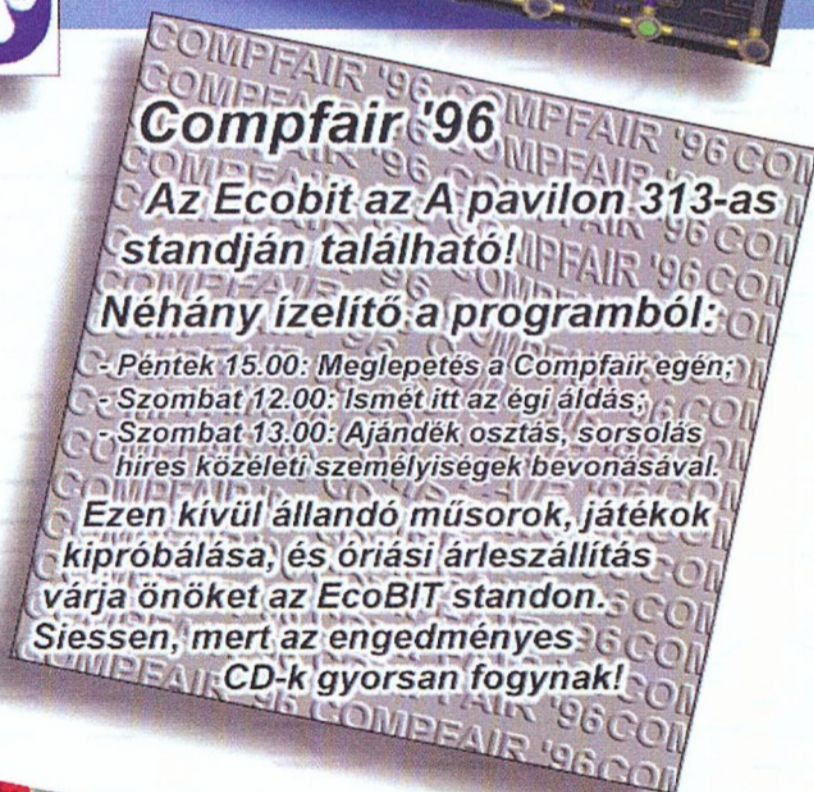 Compfair '96
Az Ecobit az A pavilon 313-as
standján található!
Néhány ízelítő a programból:
- Péntek 15.00: Meglepetés a Compfair egén;
- Szombat 12.00: Ismét itt az égi áldás;
- Szombat 13.00: Ajándék osztás, sorsolás
híres közéleti személyiségek bevonásával.
Ezen kívül állandó műsorok, játékok
kipróbálása, és óriási árleszállítás
várja önöket az EcoBIT standon.
Siessen, mert az engedményes
CD-k gyorsan fogynak!